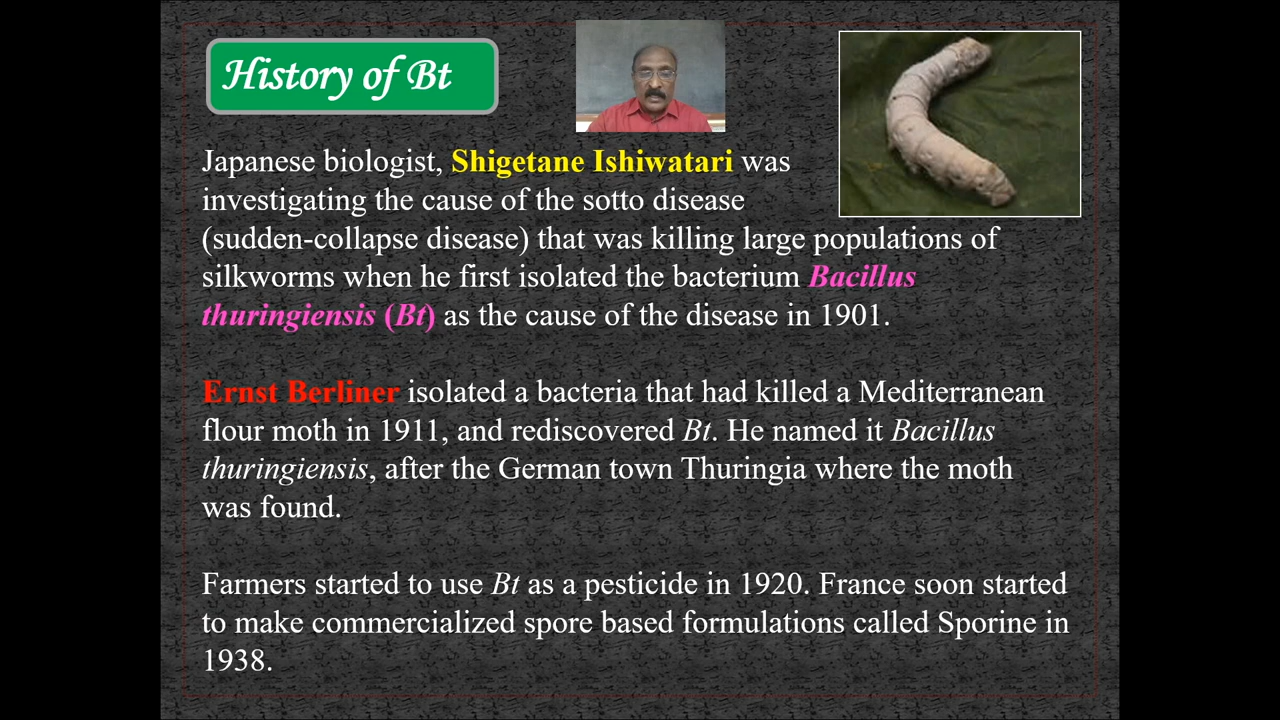 History of Bt
Japanese biologist, Shigetane Ishiwatari was
investigating the cause of the sotto disease
(sudden-collapse disease) that was killing large populations of
silkworms when he first isolated the bacterium Bacillus
thuringiensis (Bt) as the cause of the disease in 1901.
Ernst Berliner isolated a bacteria that had killed a Mediterranean
flour moth in 1911, and rediscovered Bt. He named it Bacillus
thuringiensis, after the German town Thuringia where the moth
was found.
Farmers started to use Bt as a pesticide in 1920. France soon started
to make commercialized spore based formulations called Sporine in
1938.